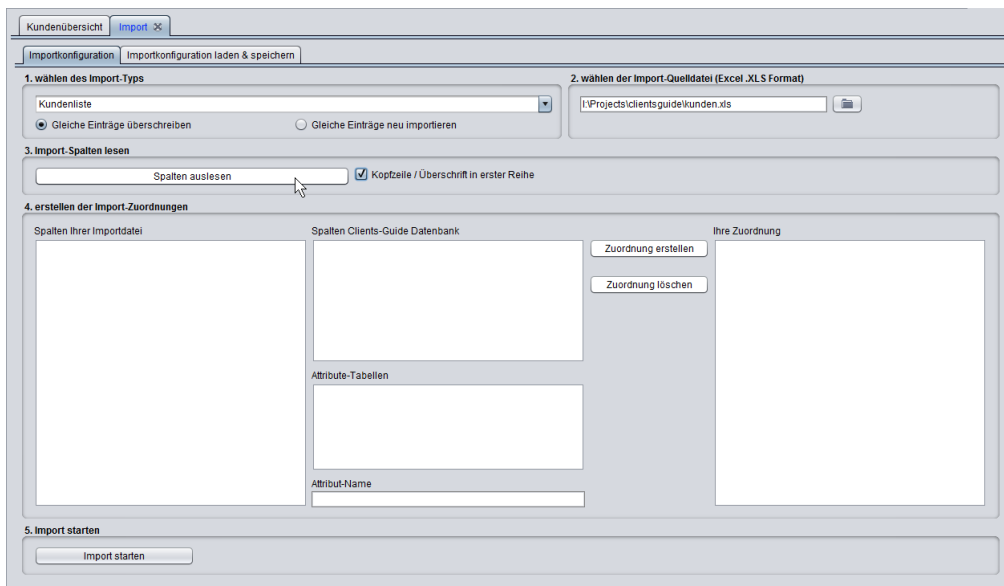 Kundenübersicht Import
Importkonfiguration Importkonfiguration laden & speichern
1. wählen des Import-Typs
2. wählen der Import-Quelldatei (Excel .XLS Format)
Kundenliste
I:\Projects\clientsguide\kunden.xls
Gleiche Einträge überschreiben Gleiche Einträge neu importieren
3. Import-Spalten lesen
Spalten auslesen Kopfzeile / Überschrift in erster Reihe
4. erstellen der Import-Zuordnungen
Spalten Ihrer Importdatei Spalten Clients-Guide Datenbank Ihre Zuordnung
Zuordnung erstellen
Zuordnung löschen
Attribute-Tabellen
Attribut-Name
5. Import starten
Import starten